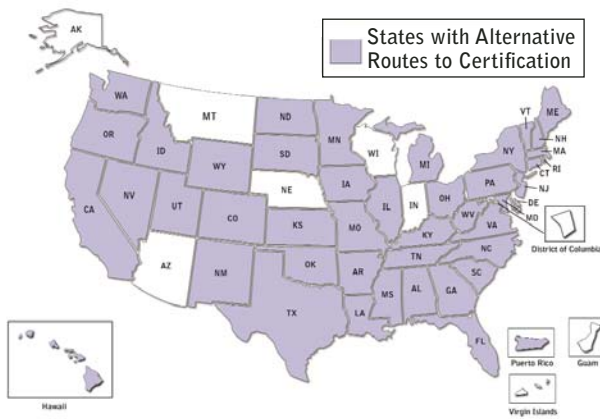 AK
States with Alternative
Routes to Certification
WA
MT
ND
MN
VT
ME
OR
ID
WY
SD
WI
MI
NY
NH
MA
RI
CT
NV
UT
CO
NE
IA
IL
IN
OH
PA
NJ
DE
MD
CA
KS
MO
KY
WV
VA
District of Columbia
AZ
NM
OK
AR
TN
NC
SC
TX
LA
MS
AL
GA
FL
Hawaii
Puerto Rico
Guam
Virgin Islands